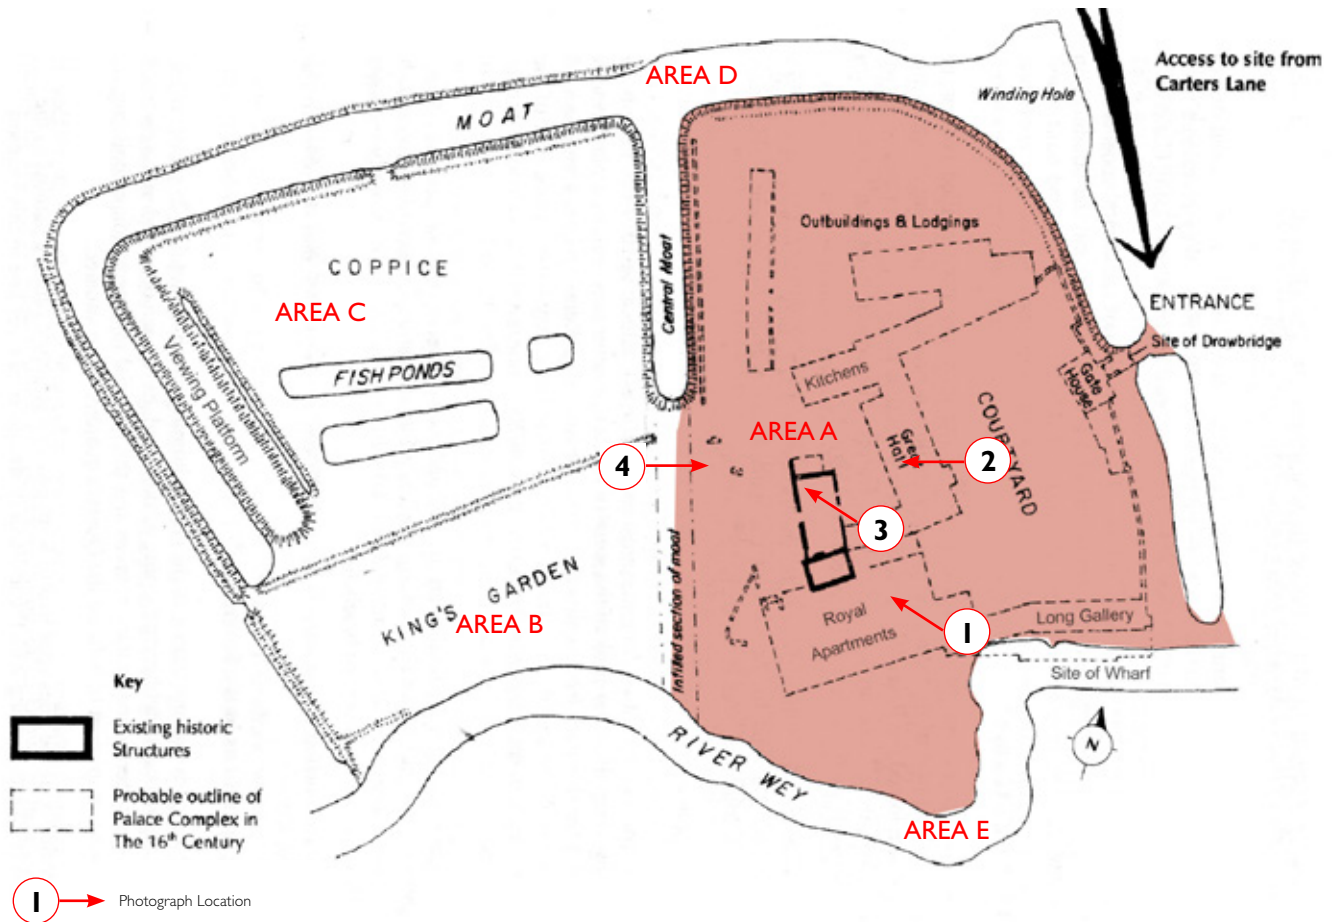 AREA D
Access to site from
Carters Lane
Winding Hole
MOAT
Outbuildings & Lodgings
COPPICE
AREA C
Central Moat
ENTRANCE
Site of Drawbridge
Viewing Platform
FISH PONDS
Kitchens
Gate
House
AREA A
Great
Hall
COURTYARD
4
2
3
KING'S GARDEN
AREA B
Infilled section of moat
Royal
Apartments
1
Long Gallery
Site of Wharf
RIVER WEY
N
AREA E
Key
Existing historic
Structures
Probable outline of
Palace Complex in
The 16th Century
1
Photograph Location